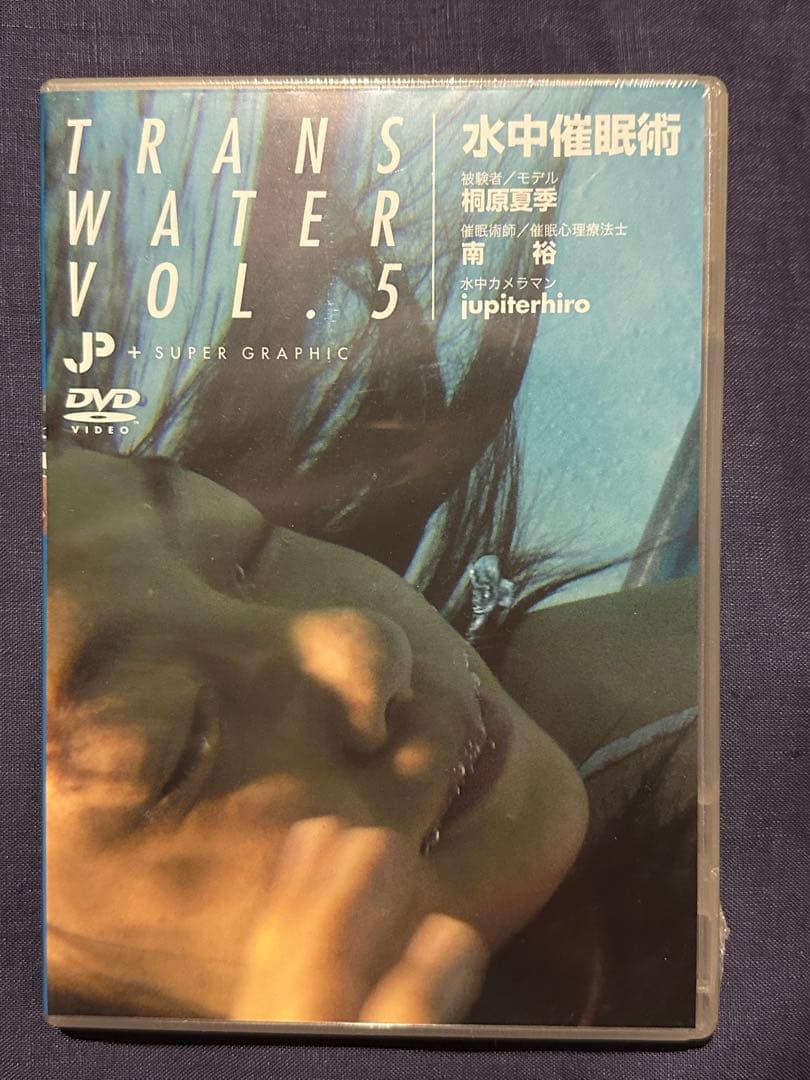 TRANS
WATER
VOL.5
JP + SUPER GRAPHIC
DVD
VIDEO
TM
水中催眠術
被験者／モデル
桐原夏季
催眠術師／催眠心理療法士
南　裕
水中カメラマン
jupiterhiro